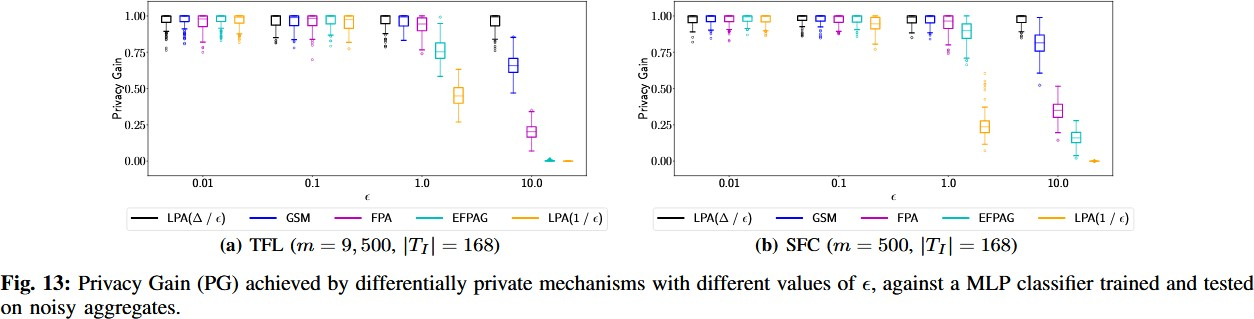 1.00
0.75
0.50
0.25
0.00
Privacy Gain
0.01 0.1 1.0 10.0
ϵ
LPA(Δ / ϵ) GSM FPA EFPAG LPA(1 / ϵ)
(a) TFL (m = 9, 500, |T_I| = 168)
1.00
0.75
0.50
0.25
0.00
Privacy Gain
0.01 0.1 1.0 10.0
ϵ
LPA(Δ / ϵ) GSM FPA EFPAG LPA(1 / ϵ)
(b) SFC (m = 500, |T_I| = 168)
Fig. 13: Privacy Gain (PG) achieved by differentially private mechanisms with different values of ϵ, against a MLP classifier trained and tested
on noisy aggregates.